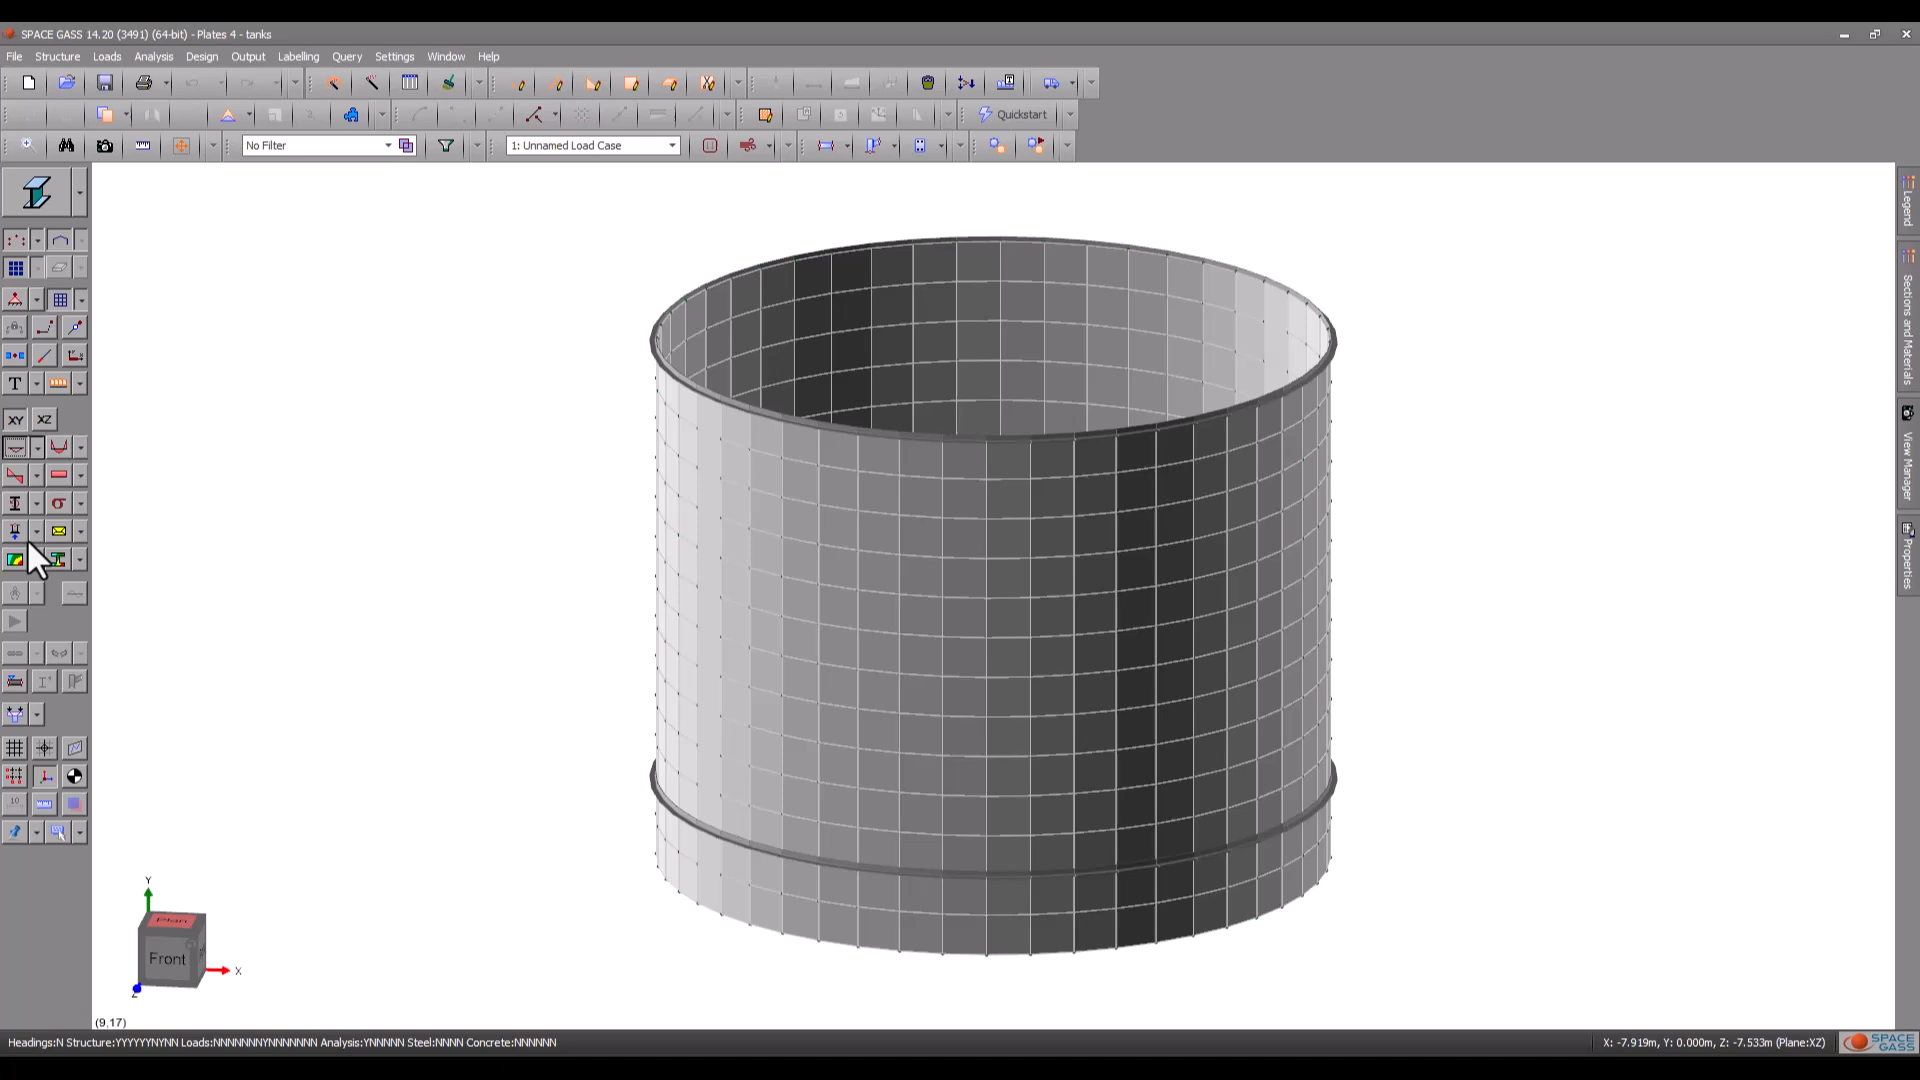 SPACE GASS 14.20 (3491) (64-bit) - Plates 4 - tanks
File Structure Loads Analysis Design Output Labelling Query Settings Window Help
Quickstart
No Filter 1: Unnamed Load Case
Legend
Sections and Materials
T
XY XZ
View Manager
Properties
10
Y
Plan
Front
X
Z
(9,17)
Headings:N Structure:YYYYYYNYNN Loads:NNNNNNNYNNNNNNN Analysis:YNNNNN Steel:NNNN Concrete:NNNNNN
X: -7.919m, Y: 0.000m, Z: -7.533m (Plane:XZ)
SPACE
GASS